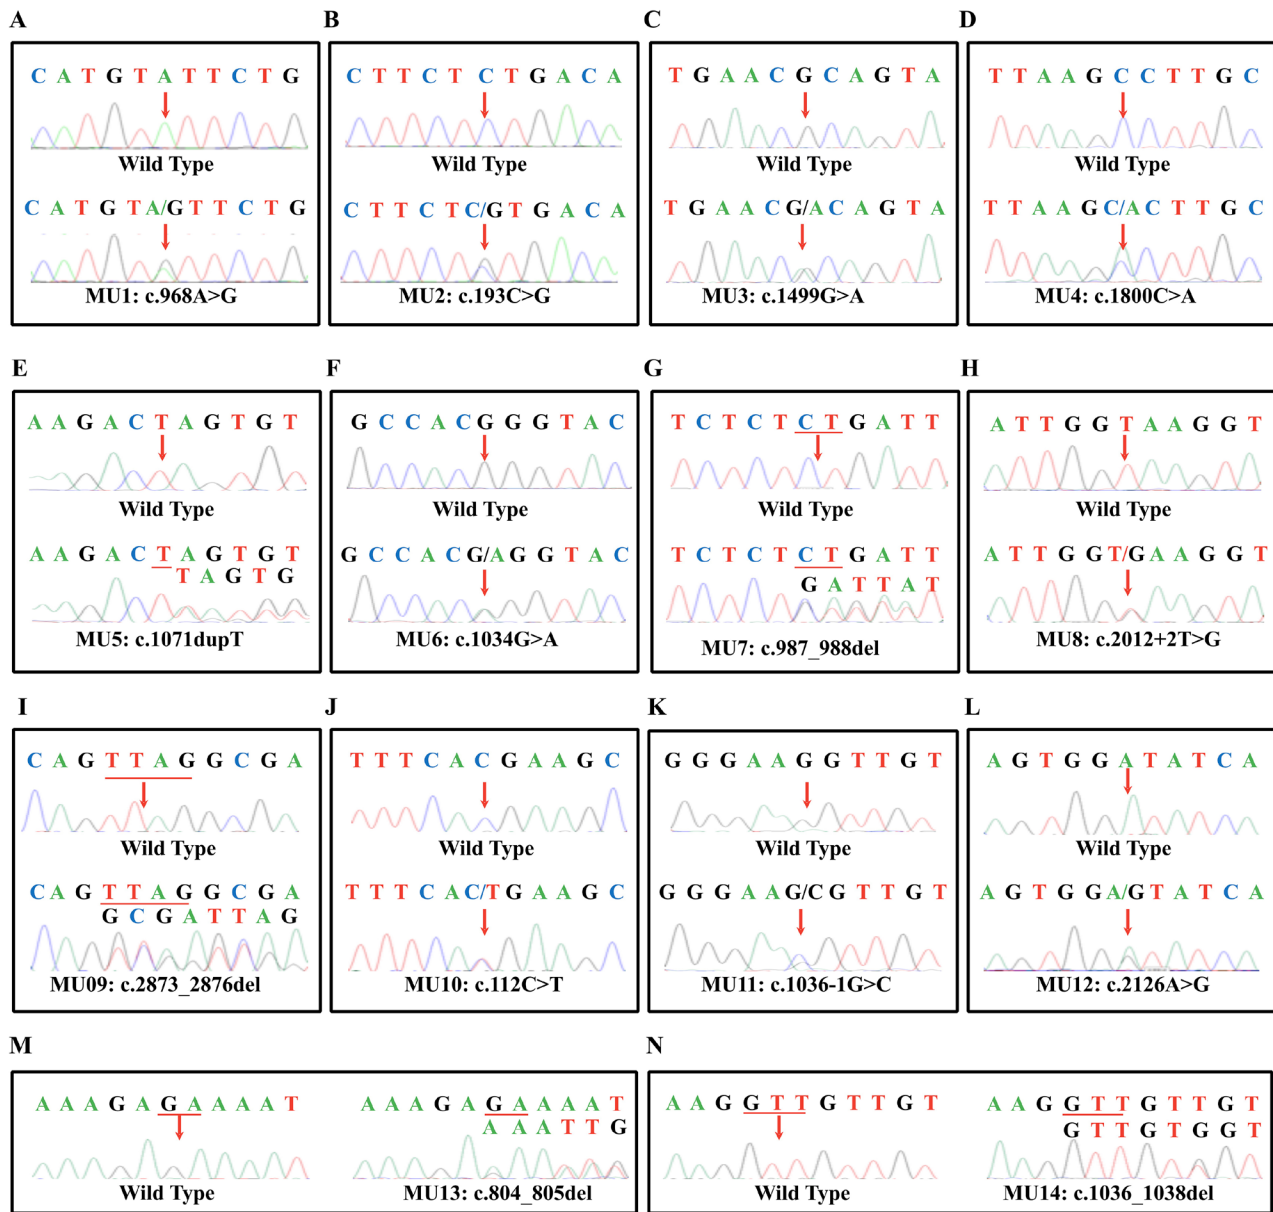 A
C A T G T A T T C T G
Wild Type
C A T G T A/G T T C T G
MU1: c.968A>G
B
C T T C T C T G A C A
Wild Type
C T T C T C/G T G A C A
MU2: c.193C>G
C
T G A A C G C A G T A
Wild Type
T G A A C G/A C A G T A
MU3: c.1499G>A
D
T T A A G C C T T G C
Wild Type
T T A A G C/A C T T G C
MU4: c.1800C>A
E
A A G A C T A G T G T
Wild Type
A A G A C T A G T G T
T A G T G
MU5: c.1071dupT
F
G C C A C G G G T A C
Wild Type
G C C A C G/A G G T A C
MU6: c.1034G>A
G
T C T C T C T G A T T
Wild Type
T C T C T C T G A T T
G A T T A T
MU7: c.987_988del
H
A T T G G T A A G G T
Wild Type
A T T G G T/G A A G G T
MU8: c.2012+2T>G
I
C A G T T A G G C G A
Wild Type
C A G T T A G G C G A
G C G A T T A G
MU09: c.2873_2876del
J
T T T C A C G A A G C
Wild Type
T T T C A C/T G A A G C
MU10: c.112C>T
K
G G G A A G G T T G T
Wild Type
G G G A A G/C G T T G T
MU11: c.1036-1G>C
L
A G T G G A T A T C A
Wild Type
A G T G G A/G T A T C A
MU12: c.2126A>G
M
A A A G A G A A A A T
Wild Type
A A A G A G A A A A T
A A A T T G
MU13: c.804_805del
N
A A G G T T G T T G T
Wild Type
A A G G T T G T T G T
G T T G T G G T
MU14: c.1036_1038del